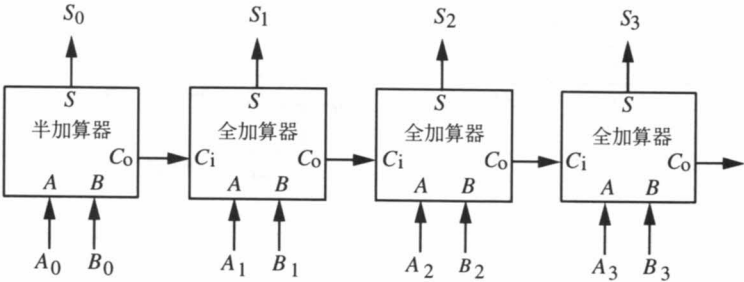 S0 S1 S2 S3
S S S S
半加算器 全加算器 全加算器 全加算器
Co Ci Co Ci Co Ci Co
A B A B A B A B
A0 B0 A1 B1 A2 B2 A3 B3